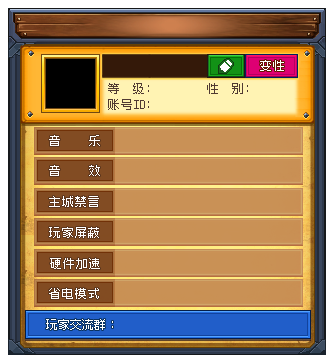 变性
等 级: 性 别:
账号ID:
音 乐
音 效
主城禁言
玩家屏蔽
硬件加速
省电模式
玩家交流群: